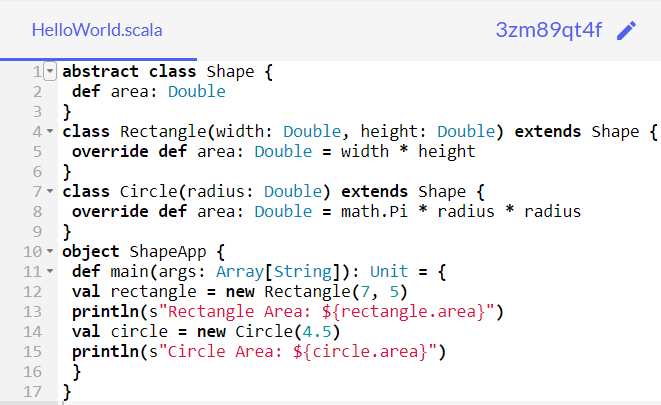 HelloWorld.scala
3zm89qt4f
1 abstract class Shape {
2 def area: Double
3 }
4 class Rectangle(width: Double, height: Double) extends Shape {
5 override def area: Double = width * height
6 }
7 class Circle(radius: Double) extends Shape {
8 override def area: Double = math.Pi * radius * radius
9 }
10 object ShapeApp {
11 def main(args: Array[String]): Unit = {
12 val rectangle = new Rectangle(7, 5)
13 println(s"Rectangle Area: ${rectangle.area}")
14 val circle = new Circle(4.5)
15 println(s"Circle Area: ${circle.area}")
16 }
17 }